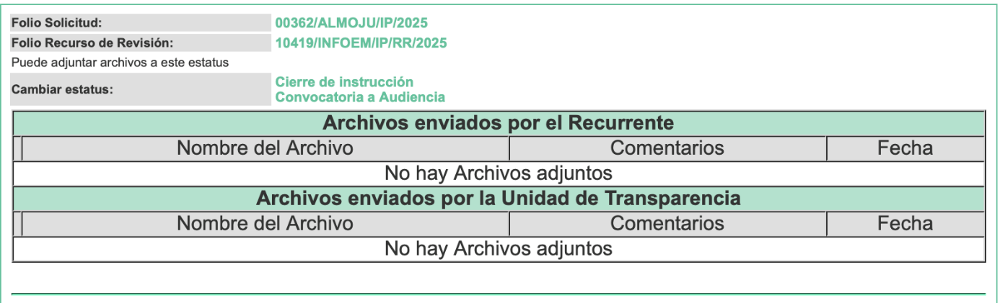 Folio Solicitud: 00362/ALMOJU/IP/2025
Folio Recurso de Revisión: 10419/INFOEM/IP/RR/2025
Puede adjuntar archivos a este estatus
Cambiar estatus: Cierre de instrucción
Convocatoria a Audiencia
Archivos enviados por el Recurrente
Nombre del Archivo Comentarios Fecha
No hay Archivos adjuntos
Archivos enviados por la Unidad de Transparencia
Nombre del Archivo Comentarios Fecha
No hay Archivos adjuntos